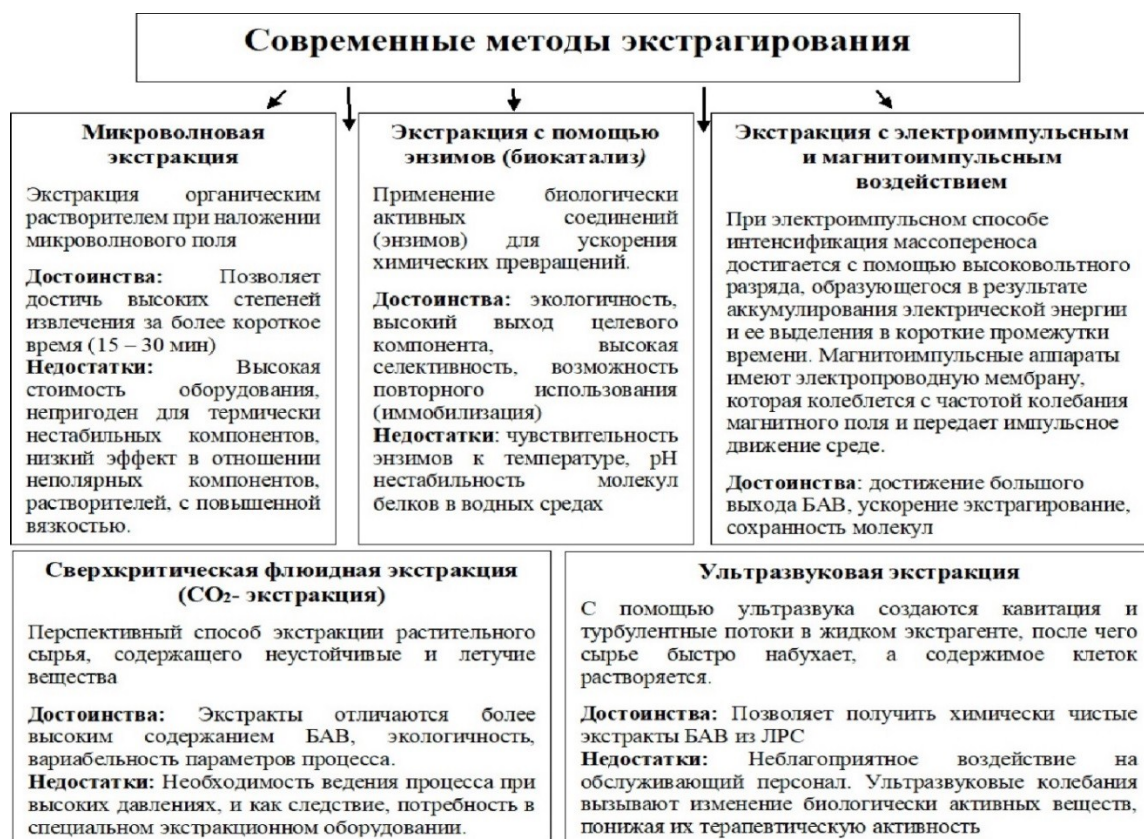 Современные методы экстрагирования
Микроволновая
экстракция
Экстракция органическим
растворителем при наложении
микроволнового поля
Достоинства: Позволяет
достичь высоких степеней
извлечения за более короткое
время (15 – 30 мин)
Недостатки: Высокая
стоимость оборудования,
непригоден для термически
нестабильных компонентов,
низкий эффект в отношении
неполярных компонентов,
растворителей, с повышенной
вязкостью.
Экстракция с помощью
энзимов (биокатализ)
Применение биологически
активных соединений
(энзимов) для ускорения
химических превращений.
Достоинства: экологичность,
высокий выход целевого
компонента, высокая
селективность, возможность
повторного использования
(иммобилизация)
Недостатки: чувствительность
энзимов к температуре, рН
нестабильность молекул
белков в водных средах
Экстракция с электроимпульсным
и магнитоимпульсным
воздействием
При электроимпульсном способе
интенсификация массопереноса
достигается с помощью высоковольтного
разряда, образующегося в результате
аккумулирования электрической энергии
и ее выделения в короткие промежутки
времени. Магнитоимпульсные аппараты
имеют электропроводную мембрану,
которая колеблется с частотой колебания
магнитного поля и передает импульсное
движение среде.
Достоинства: достижение большого
выхода БАВ, ускорение экстрагирование,
сохранность молекул
Сверхкритическая флюидная экстракция
(СО₂- экстракция)
Перспективный способ экстракции растительного
сырья, содержащего неустойчивые и летучие
вещества
Достоинства: Экстракты отличаются более
высоким содержанием БАВ, экологичность,
вариабельность параметров процесса.
Недостатки: Необходимость ведения процесса при
высоких давлениях, и как следствие, потребность в
специальном экстракционном оборудовании.
Ультразвуковая экстракция
С помощью ультразвука создаются кавитация и
турбулентные потоки в жидком экстрагенте, после чего
сырье быстро набухает, а содержимое клеток
растворяется.
Достоинства: Позволяет получить химически чистые
экстракты БАВ из ЛРС
Недостатки: Неблагоприятное воздействие на
обслуживающий персонал. Ультразвуковые колебания
вызывают изменение биологически активных веществ,
понижая их терапевтическую активность